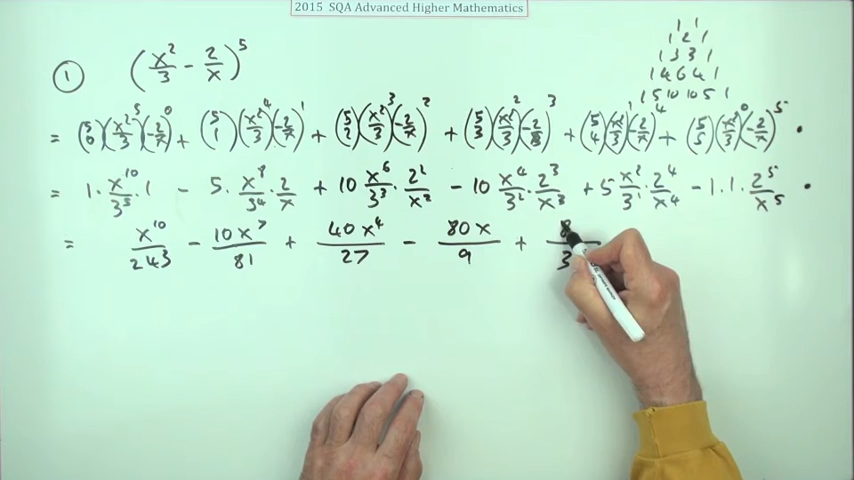 2015 SQA Advanced Higher Mathematics
1 1
1 2 1
1 3 3 1
1 4 6 4 1
1 5 10 10 5 1
① (x²/3 - 2/x)⁵
= (5 0)(x²/3)⁵(-2/x)⁰ + (5 1)(x²/3)⁴(-2/x)¹ + (5 2)(x²/3)³(-2/x)² + (5 3)(x²/3)²(-2/x)³ + (5 4)(x²/3)¹(-2/x)⁴ + (5 5)(x²/3)⁰(-2/x)⁵ .
= 1 . x¹⁰/3⁵ . 1 - 5 . x⁸/3⁴ . 2/x + 10 x⁶/3³ . 2²/x² - 10 x⁴/3² . 2³/x³ + 5 x²/3¹ . 2⁴/x⁴ - 1 . 1 . 2⁵/x⁵ .
= x¹⁰/243 - 10x⁷/81 + 40x⁴/27 - 80x/9 + 8/3